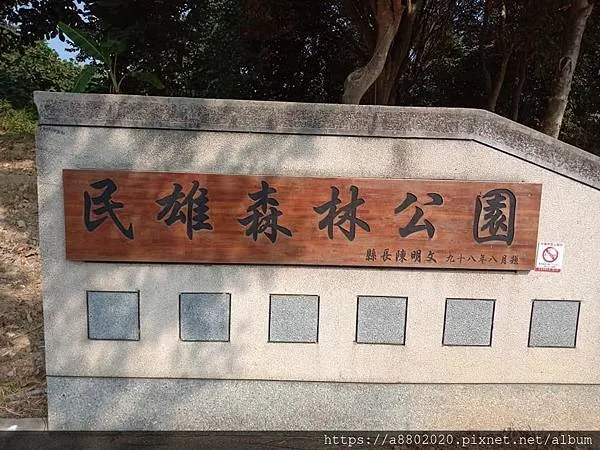 民雄森林公園
縣長陳明文 九十八年八月題
https://a8802020.pixnet.net/album